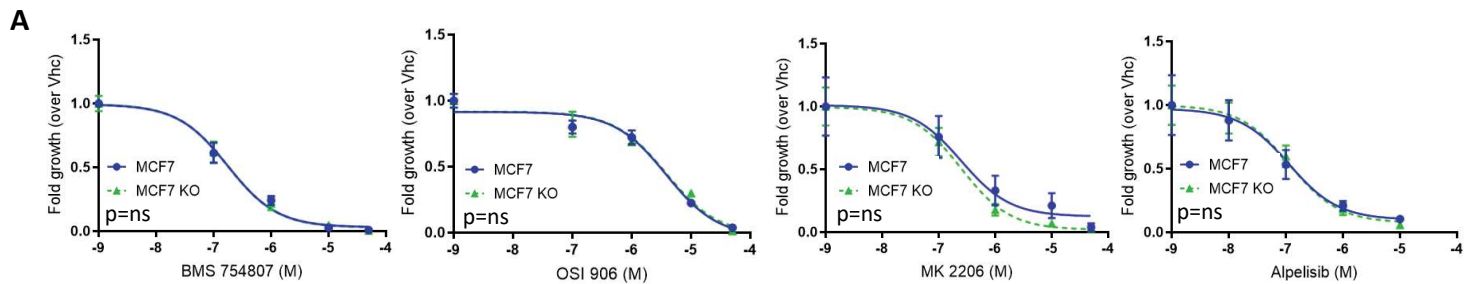 A
Fold growth (over Vhc)
1.5
1.0
0.5
0.0
MCF7
MCF7 KO
p=ns
-9 -8 -7 -6 -5 -4
BMS 754807 (M)
Fold growth (over Vhc)
1.5
1.0
0.5
0.0
MCF7
MCF7 KO
p=ns
-9 -8 -7 -6 -5 -4
OSI 906 (M)
Fold growth (over Vhc)
1.5
1.0
0.5
0.0
MCF7
MCF7 KO
p=ns
-9 -8 -7 -6 -5 -4
MK 2206 (M)
Fold growth (over Vhc)
1.5
1.0
0.5
0.0
MCF7
MCF7 KO
p=ns
-9 -8 -7 -6 -5 -4
Alpelisib (M)